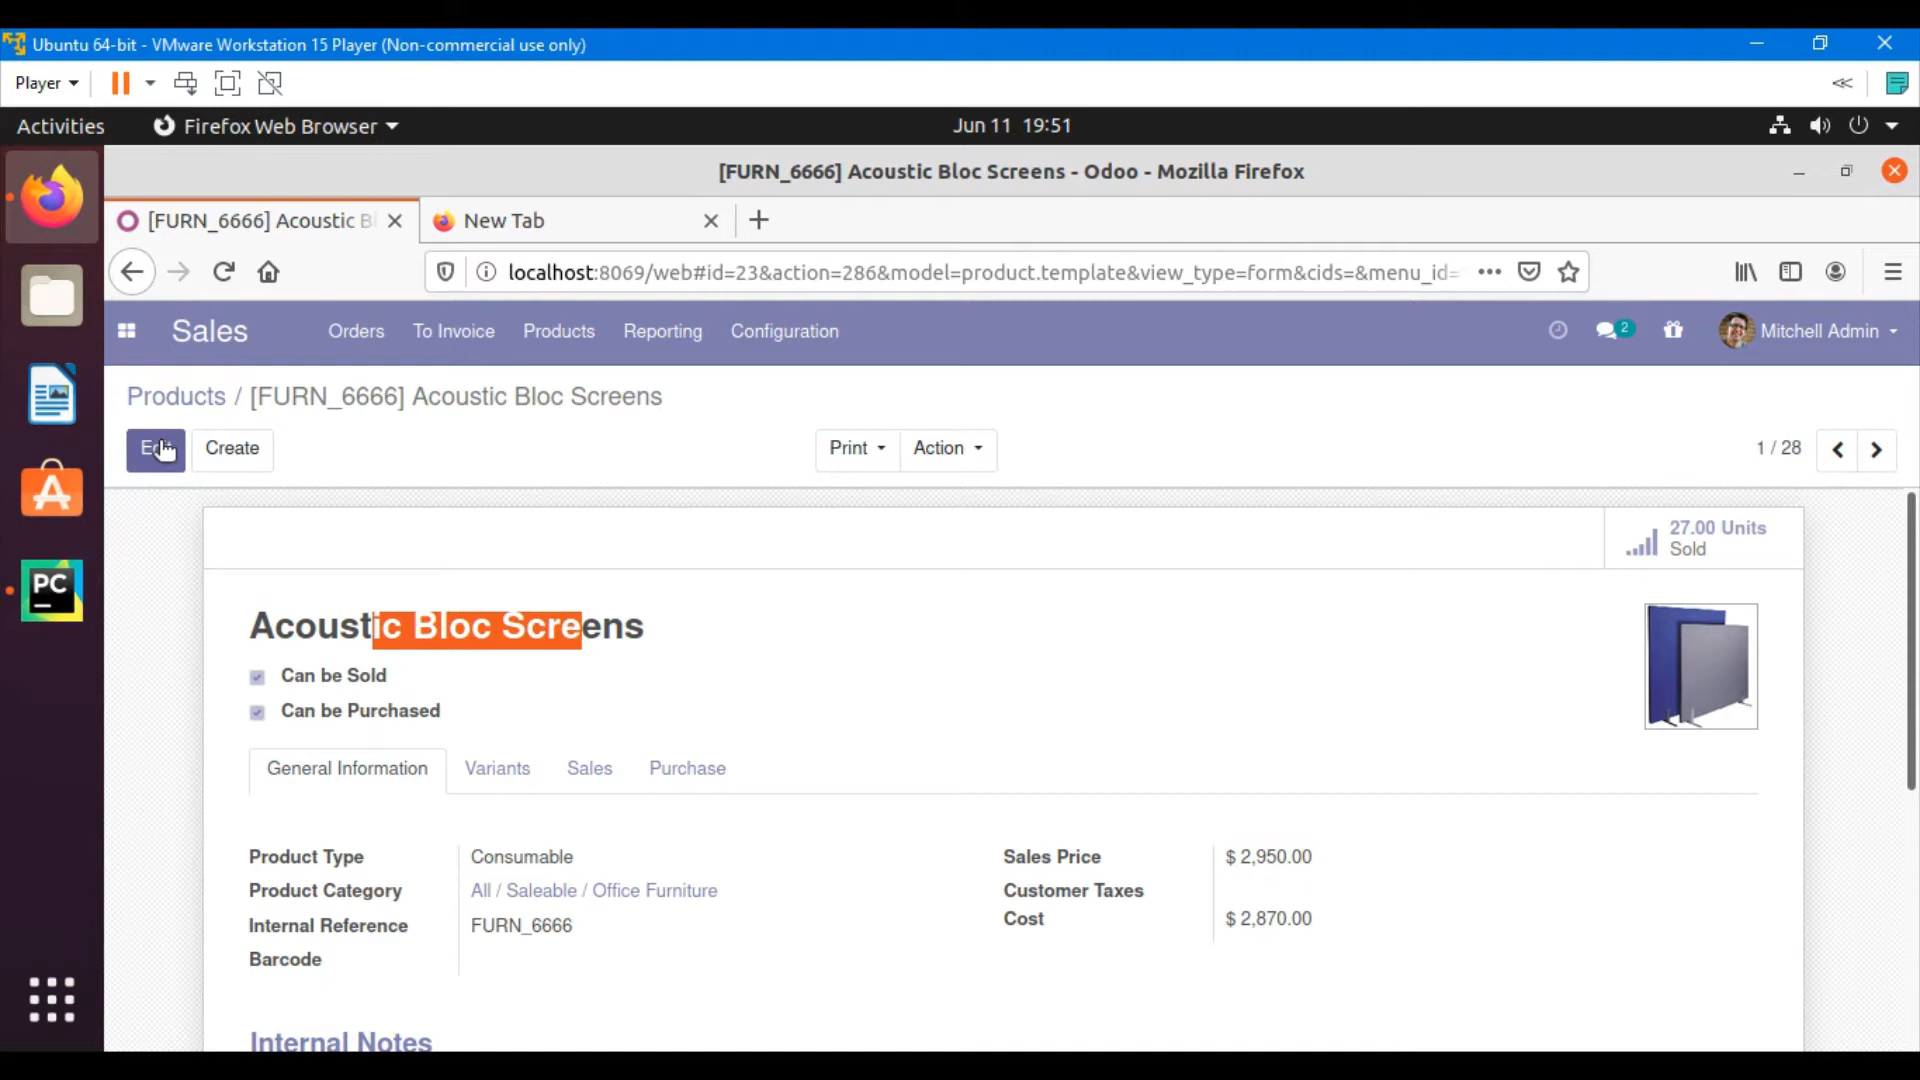 Ubuntu 64-bit - VMware Workstation 15 Player (Non-commercial use only)
Player
Activities
Firefox Web Browser
Jun 11 19:51
[FURN_6666] Acoustic Bloc Screens - Odoo - Mozilla Firefox
[FURN_6666] Acoustic Bl
New Tab
localhost:8069/web#id=23&action=286&model=product.template&view_type=form&cids=&menu_id=
Sales
Orders
To Invoice
Products
Reporting
Configuration
2
Mitchell Admin
Products / [FURN_6666] Acoustic Bloc Screens
Create
Print
Action
1 / 28
27.00 Units
Sold
Acoustic Bloc Screens
Can be Sold
Can be Purchased
General Information
Variants
Sales
Purchase
Product Type
Consumable
Product Category
All / Saleable / Office Furniture
Internal Reference
FURN_6666
Barcode
Sales Price
$ 2,950.00
Customer Taxes
Cost
$ 2,870.00
Internal Notes
PC